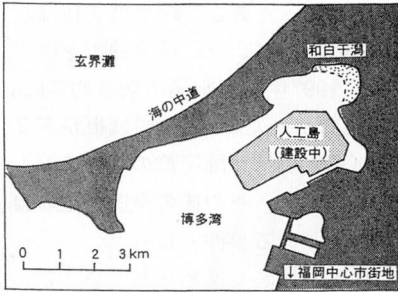 和白干潟
玄界灘
海の中道
人工島
(建設中)
博多湾
0 1 2 3km
↓福岡中心市街地